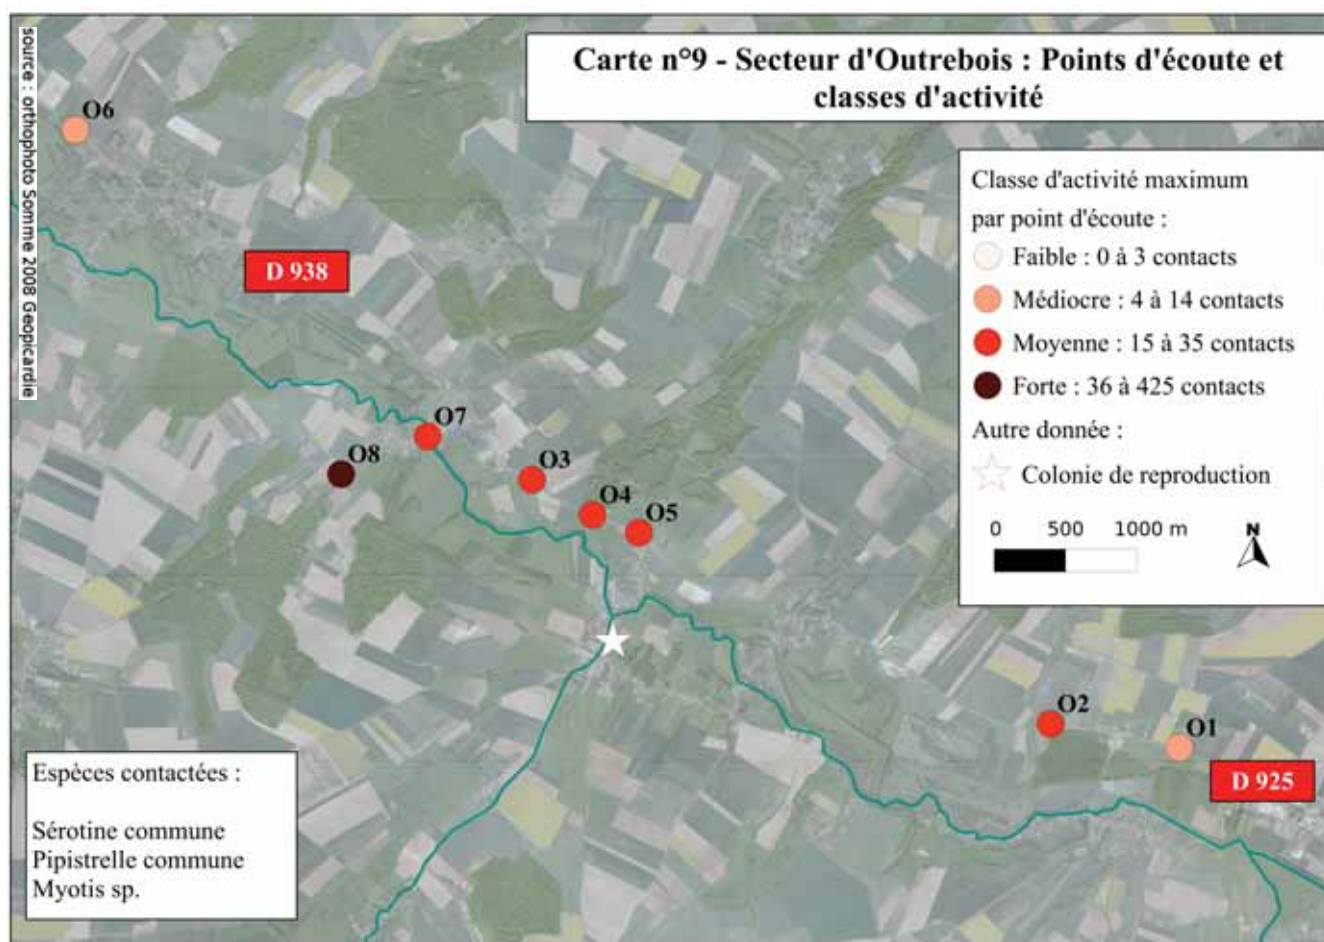 Carte n°9 - Secteur d'Outrebois : Points d'écoute et
classes d'activité
source : orthophoto Somme 2008 Geopicardie
O6
D 938
Classe d'activité maximum
par point d'écoute :
Faible : 0 à 3 contacts
Médiocre : 4 à 14 contacts
Moyenne : 15 à 35 contacts
Forte : 36 à 425 contacts
Autre donnée :
Colonie de reproduction
0 500 1000 m
N
O7
O8
O3
O4
O5
O2
O1
D 925
Espèces contactées :
Sérotine commune
Pipistrelle commune
Myotis sp.